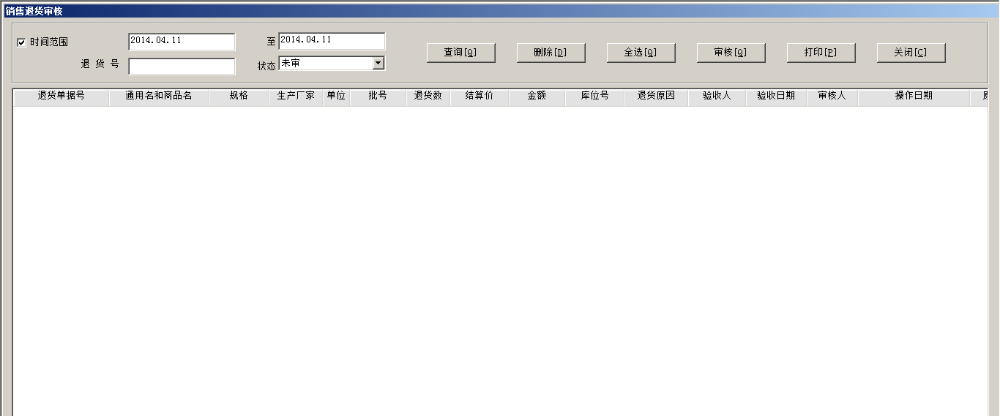 销售退货审核
时间范围 2014.04.11 至 2014.04.11
退 货 号 状态 未审
查询[Q] 删除[D] 全选[Q] 审核[Q] 打印[P] 关闭[C]
退货单据号 通用名和商品名 规格 生产厂家 单位 批号 退货数 结算价 金额 库位号 退货原因 验收人 验收日期 审核人 操作日期